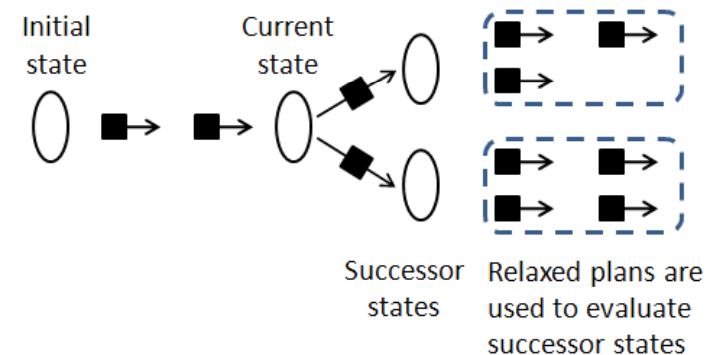 Initial
state
Current
state
Successor
states
Relaxed plans are
used to evaluate
successor states